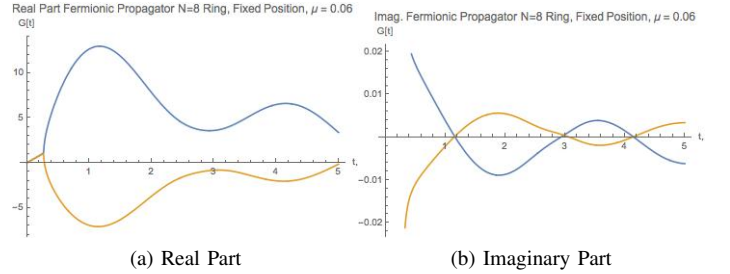 Real Part Fermionic Propagator N=8 Ring, Fixed Position, μ = 0.06
G[t]
10
5
-5
1
2
3
4
5
t,
Imag. Fermionic Propagator N=8 Ring, Fixed Position, μ = 0.06
G[t]
0.02
0.01
-0.01
-0.02
1
2
3
4
5
t,
(a) Real Part
(b) Imaginary Part